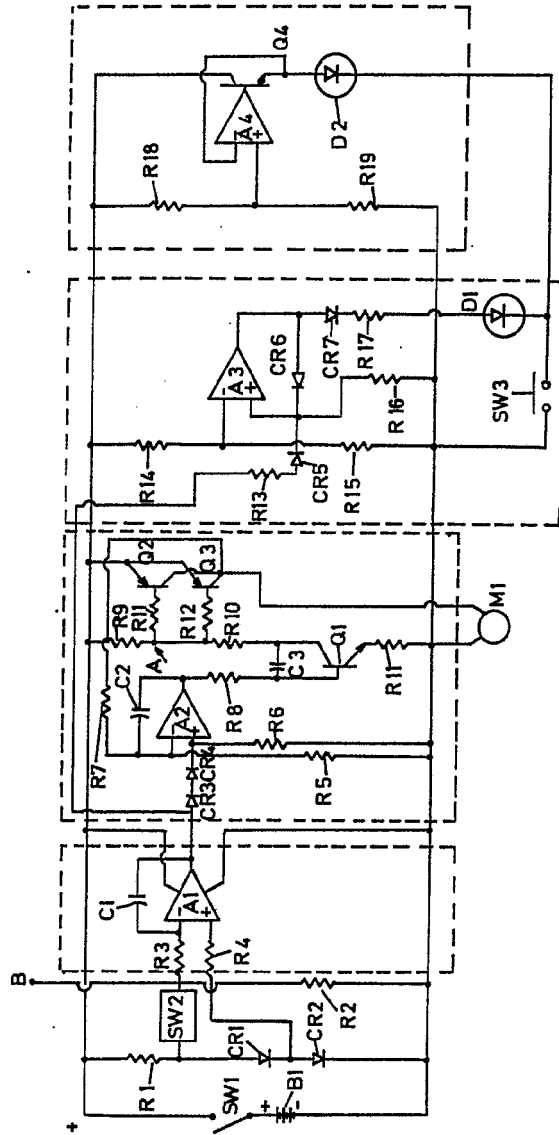 +
SW1
+
B1
-
R1
SW2
CR1
CR2
R2
B
R3
R4
C1
-
A1
+
CR3
CR4
R7
C2
-
A2
+
R5
R6
R8
C3
A
R9
R11
R12
R10
Q2
Q3
Q1
R11
M1
R14
R13
CR5
R15
-
A3
+
CR6
CR7
R17
R16
D1
SW3
R18
R19
-
A4
+
Q4
D2